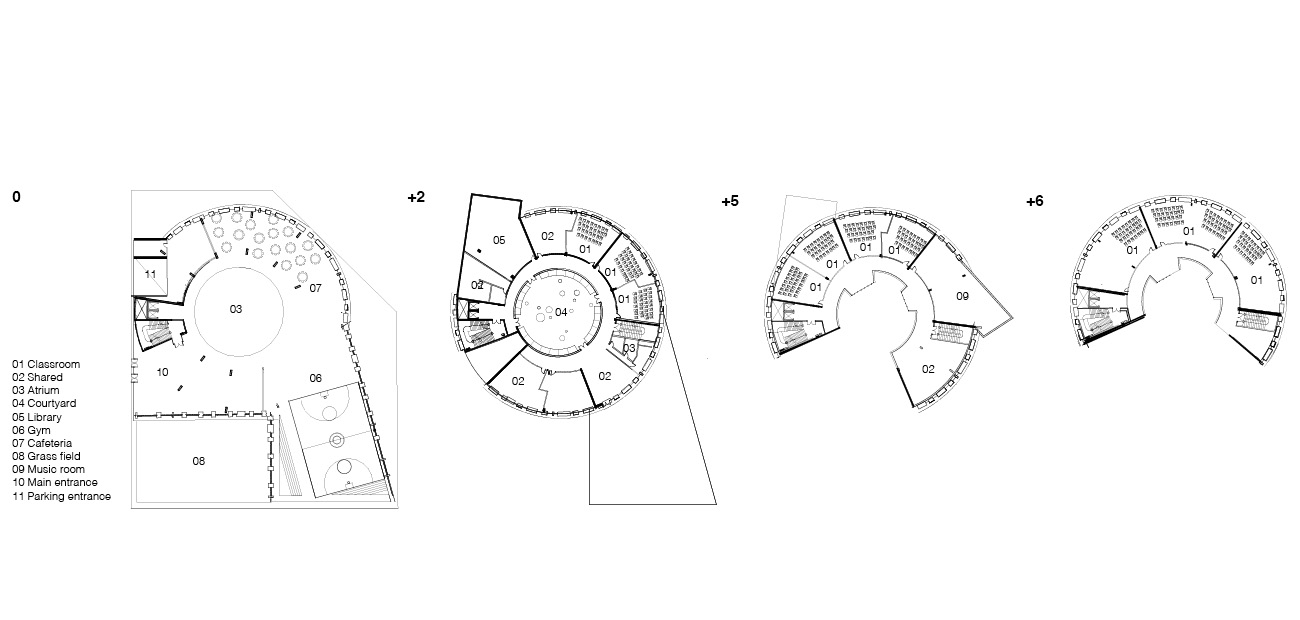 0
+2
+5
+6
05
02
01
01
02
01
04
03
02
02
11
03
07
10
06
08
01
01
01
01
09
02
01
01
01
01 Classroom
02 Shared
03 Atrium
04 Courtyard
05 Library
06 Gym
07 Cafeteria
08 Grass field
09 Music room
10 Main entrance
11 Parking entrance